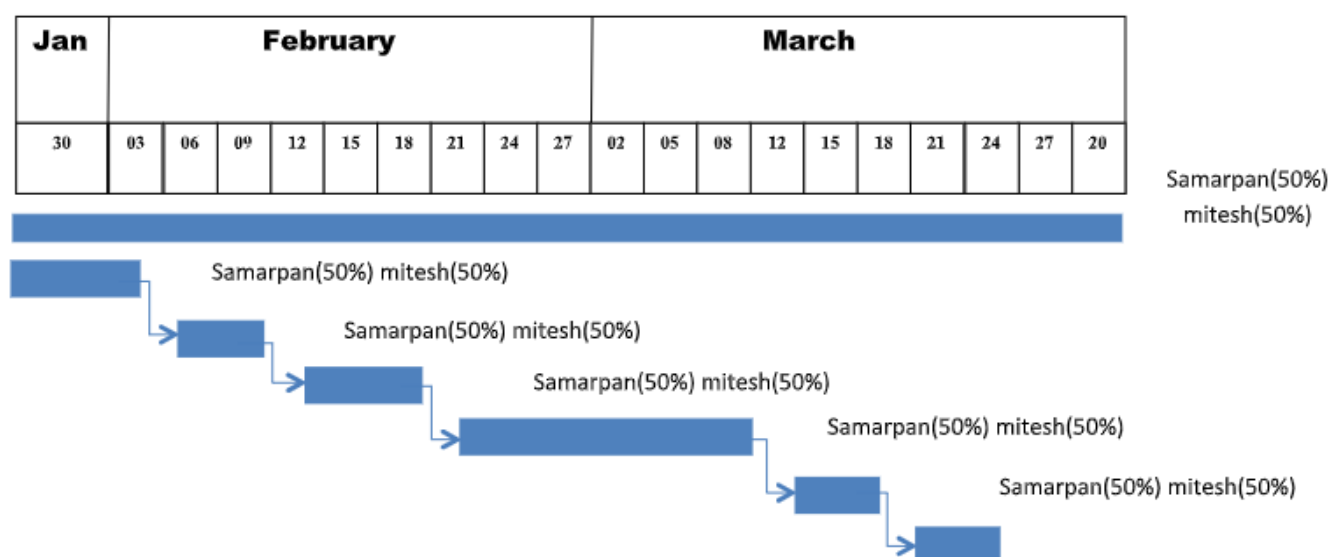 Jan February March
30 03 06 09 12 15 18 21 24 27 02 05 08 12 15 18 21 24 27 20
Samarpan(50%)
mitesh(50%)
Samarpan(50%) mitesh(50%)
Samarpan(50%) mitesh(50%)
Samarpan(50%) mitesh(50%)
Samarpan(50%) mitesh(50%)
Samarpan(50%) mitesh(50%)